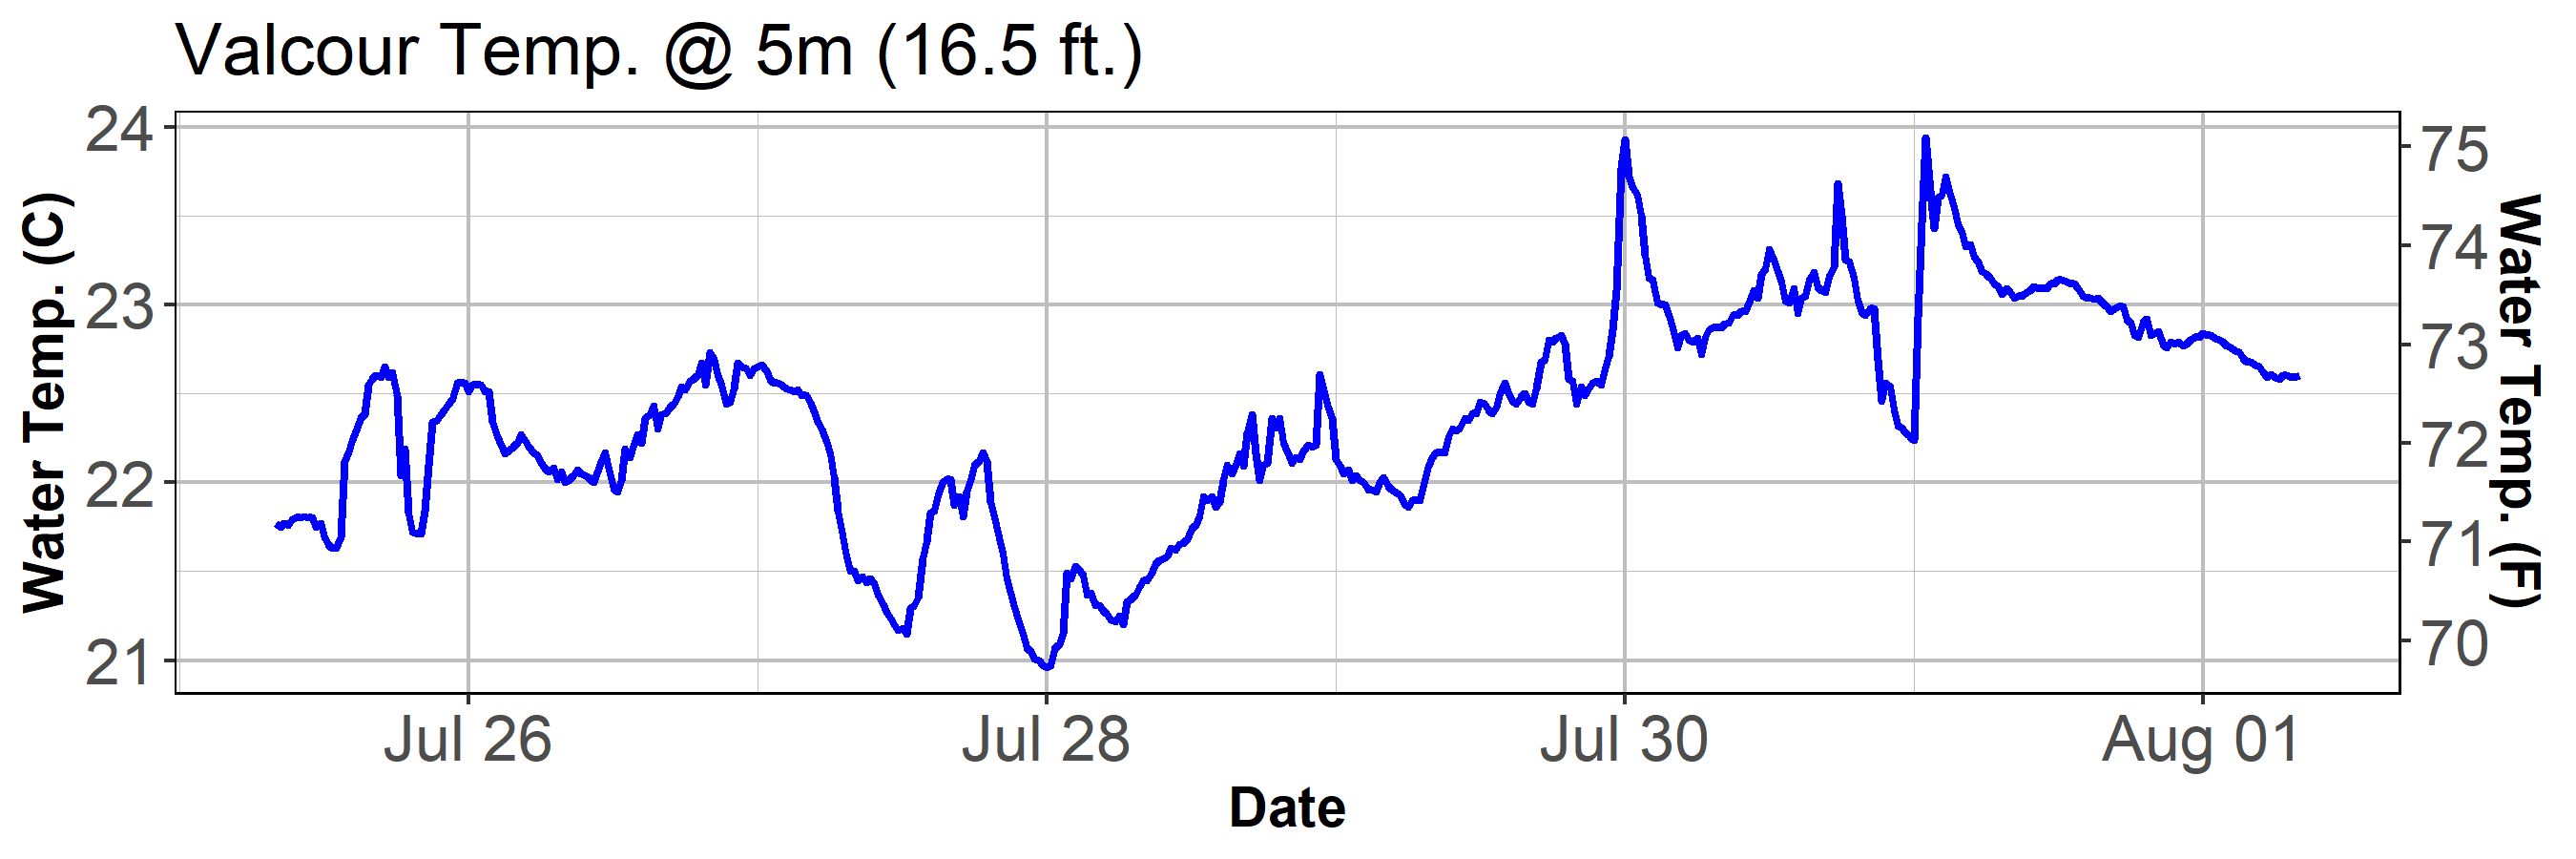 Valcour Temp. @ 5m (16.5 ft.)
Water Temp. (C)
24
23
22
21
75
74
73
72
71
70
Water Temp. (F)
Jul 26
Jul 28
Jul 30
Aug 01
Date